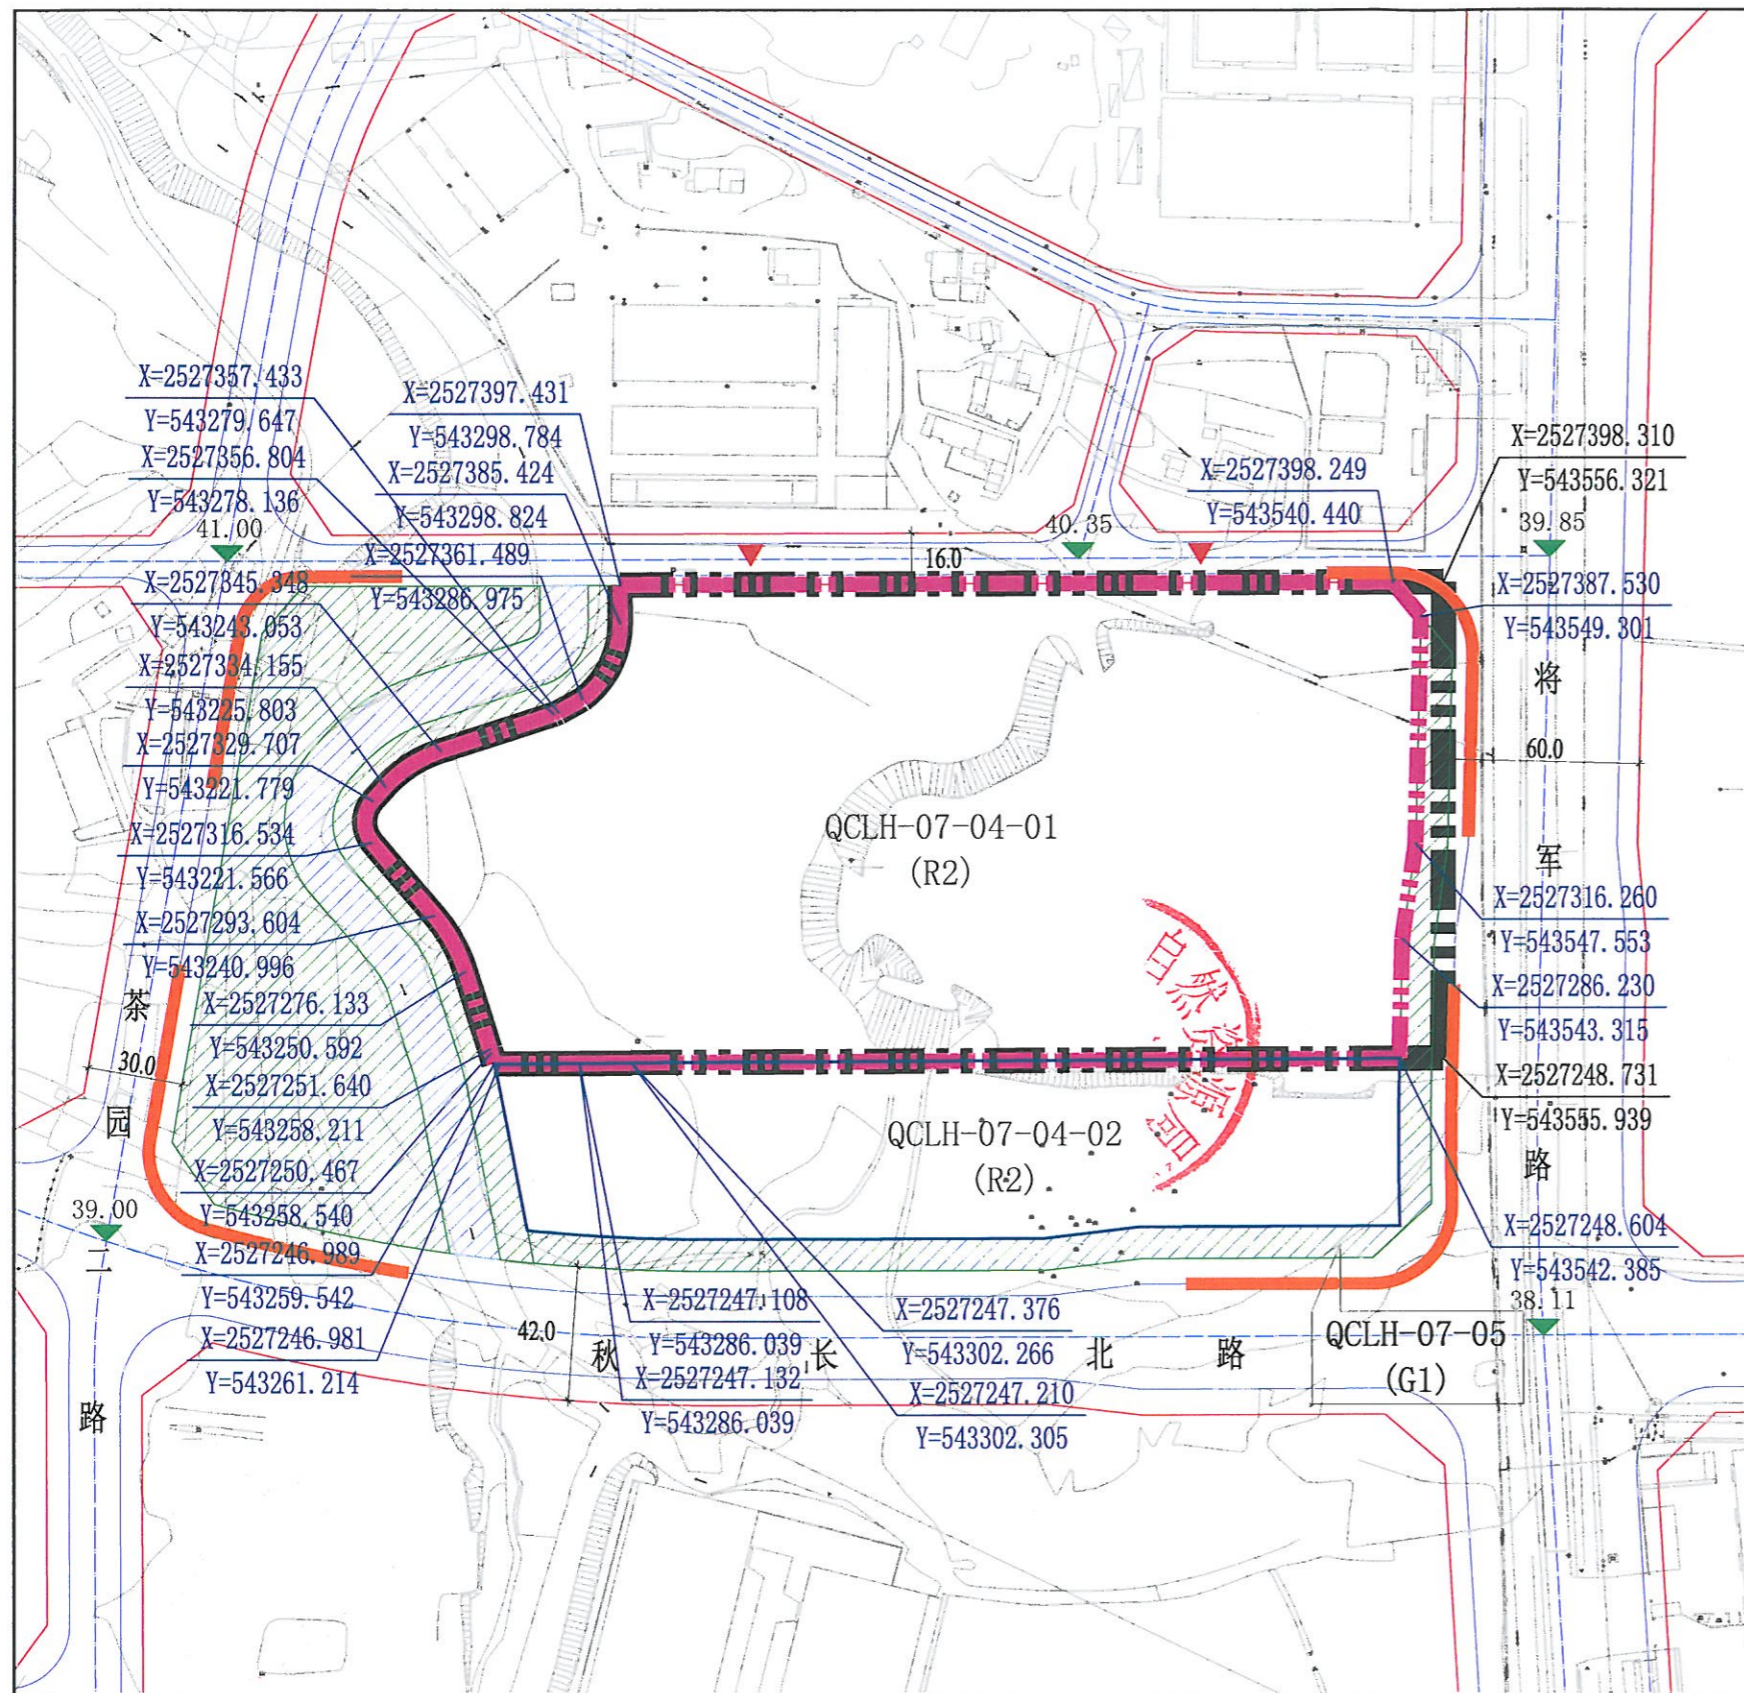 X=2527357.433
Y=543279.647
X=2527356.804
Y=543278.136
41.00
X=2527397.431
Y=543298.784
X=2527385.424
Y=543298.824
X=2527361.489
Y=543286.975
X=2527345.348
Y=543243.053
X=2527334.155
Y=543225.803
X=2527329.707
Y=543221.779
X=2527316.534
Y=543221.566
X=2527293.604
Y=543240.996
X=2527276.133
Y=543250.592
X=2527251.640
Y=543258.211
X=2527250.467
Y=543258.540
X=2527246.989
Y=543259.542
X=2527246.981
Y=543261.214
X=2527398.249
Y=543540.440
40.35
16.0
X=2527398.310
Y=543556.321
39.85
X=2527387.530
Y=543549.301
将
60.0
军
QCLH-07-04-01
(R2)
X=2527316.260
Y=543547.553
X=2527286.230
Y=543543.315
X=2527248.731
Y=543555.939
路
自然资源局
QCLH-07-04-02
(R2)
X=2527248.604
Y=543542.385
38.11
茶
30.0
园
39.00
二
路
42.0
X=2527247.108
Y=543286.039
X=2527247.132
Y=543286.039
X=2527247.376
Y=543302.266
X=2527247.210
Y=543302.305
秋 长 北 路
QCLH-07-05
(G1)